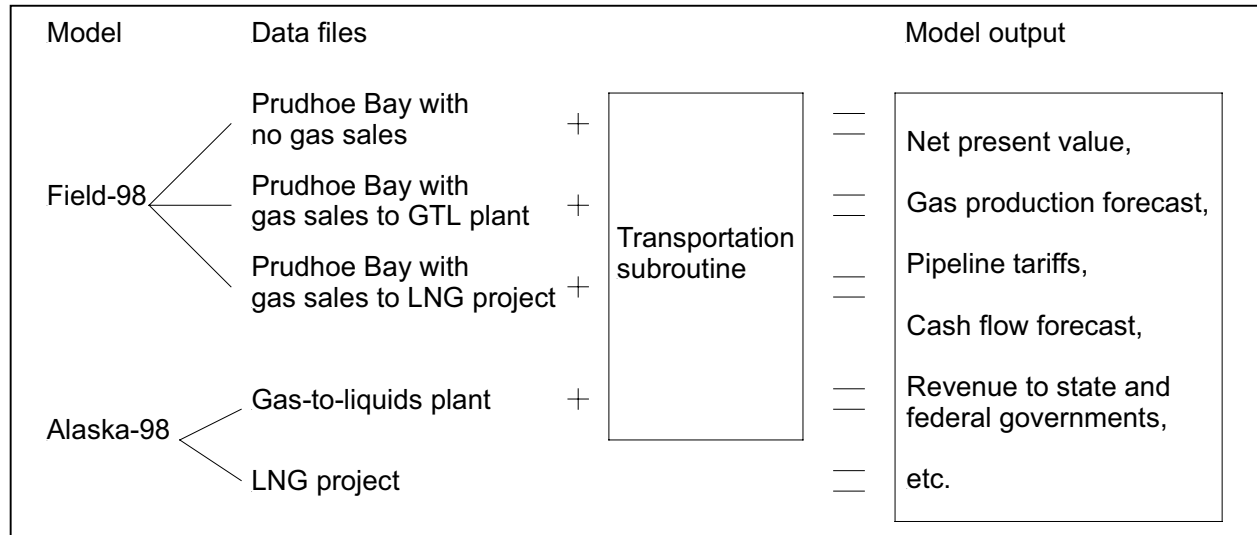 Model Data files Model output
Prudhoe Bay with
no gas sales + =
Net present value,
Field-98
Prudhoe Bay with
gas sales to GTL plant + =
Gas production forecast,
Transportation
subroutine
Prudhoe Bay with
gas sales to LNG project + =
Pipeline tariffs,
Cash flow forecast,
Alaska-98
Gas-to-liquids plant + =
Revenue to state and
federal governments,
LNG project =
etc.